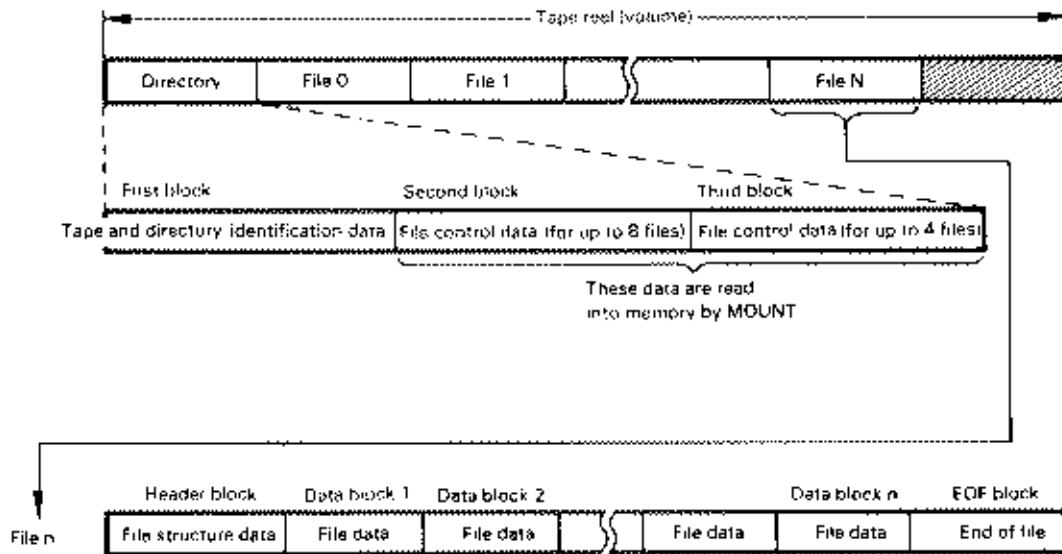 Tape reel (volume)
Directory File 0 File 1 File N
First block Second block Third block
Tape and directory identification data File control data (for up to 8 files) File control data (for up to 4 files)
These data are read
into memory by MOUNT
Header block Data block 1 Data block 2 Data block n EOF block
File n File structure data File data File data File data File data End of file